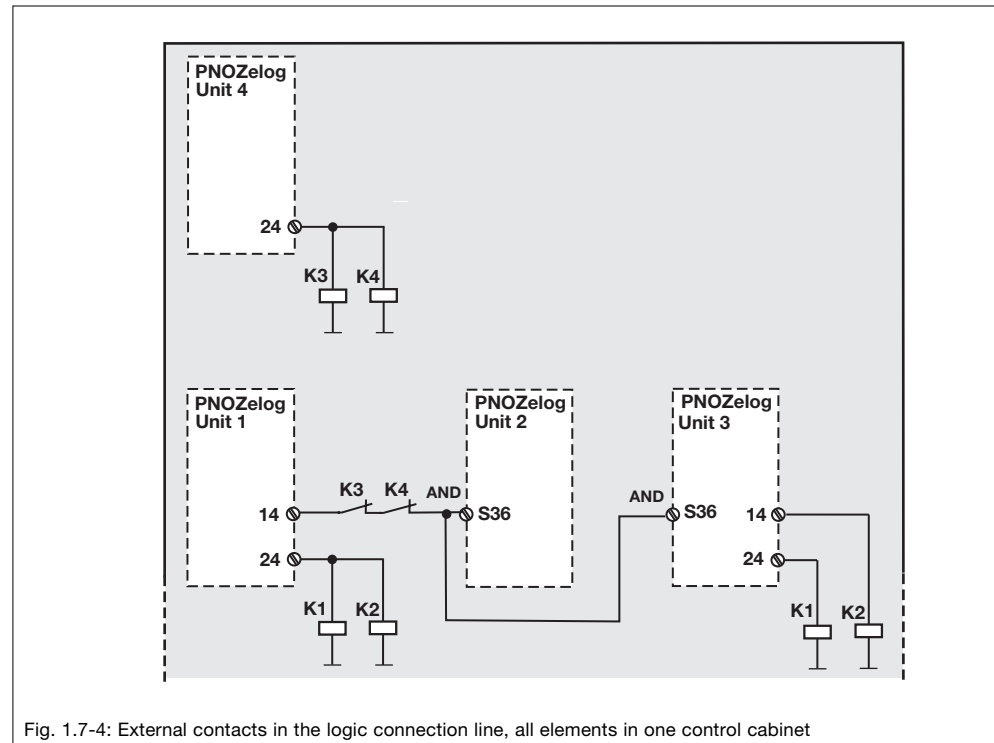 PNOZelog
Unit 4
24
K3 K4
PNOZelog
Unit 1
PNOZelog
Unit 2
PNOZelog
Unit 3
K3 K4 AND
AND
14
S36
S36
14
24
24
K1 K2
K1 K2
Fig. 1.7-4: External contacts in the logic connection line, all elements in one control cabinet